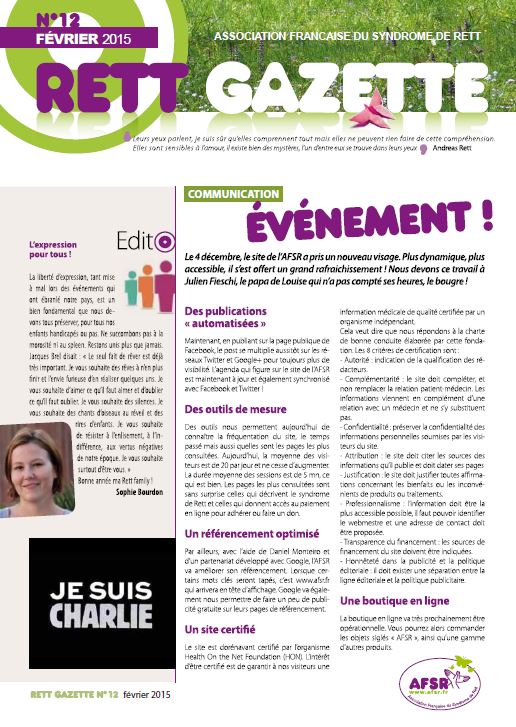 N°12
FÉVRIER 2015
ASSOCIATION FRANCAISE DU SYNDROME DE RETT
RETT GAZETTE
Leurs yeux parlent, je suis sûr qu'elles comprennent tout mais elles ne peuvent rien faire de cette compréhension.
Elles sont sensibles à l'amour, il existe bien des mystères, l'un d'entre eux se trouve dans leurs yeux Andreas Rett
Edito
L'expression
pour tous !
La liberté d'expression, tant mise
à mal lors des événements qui
ont ébranlé notre pays, est un
bien fondamental que nous de-
vons tous préserver, pour tous nos
enfants handicapés ou pas. Ne succombons pas à la
morosité ni au spleen. Restons unis plus que jamais.
Jacques Brel disait : « Le seul fait de rêver est déjà
très important. Je vous souhaite des rêves à n'en plus
finir et l'envie furieuse d'en réaliser quelques uns. Je
vous souhaite d'aimer ce qu'il faut aimer et d'oublier
ce qu'il faut oublier. Je vous souhaite des silences. Je
vous souhaite des chants d'oiseaux au réveil et des
rires d'enfants. Je vous souhaite
de résister à l'enlisement, à l'in-
différence, aux vertus négatives
de notre époque. Je vous souhaite
surtout d'être vous. »
Bonne année ma Rett family !
Sophie Bourdon
JE SUIS
CHARLIE
COMMUNICATION
ÉVÉNEMENT !
Le 4 décembre, le site de l'AFSR a pris un nouveau visage. Plus dynamique, plus
accessible, il s'est offert un grand rafraichissement ! Nous devons ce travail à
Julien Fieschi, le papa de Louise qui n'a pas compté ses heures, le bougre !
Des publications
« automatisées »
Maintenant, en publiant sur la page publique de
Facebook, le post se multiplie aussitôt sur les ré-
seaux Twitter et Google+ pour toujours plus de
visibilité. L'agenda qui figure sur le site de l'AFSR
est maintenant à jour et également synchronisé
avec Facebook et Twitter !
Des outils de mesure
Des outils nous permettent aujourd'hui de
connaître la fréquentation du site, le temps
passé mais aussi quelles sont les pages les plus
consultées. Aujourd'hui, la moyenne des visi-
teurs est de 20 par jour et ne cesse d'augmenter.
La durée moyenne des sessions est de 5 mn, ce
qui est bien. Les pages les plus consultées sont
sans surprise celles qui décrivent le syndrome
de Rett et celles qui donnent accès au paiement
en ligne pour adhérer ou faire un don.
Un référencement optimisé
Par ailleurs, avec l'aide de Daniel Monteiro et
d'un partenariat développé avec Google, l'AFSR
va améliorer son référencement. Lorsque cer-
tains mots clés seront tapés, c'est www.afsr.fr
qui arrivera en tête d'affichage. Google va égale-
ment nous permettre de faire un peu de publi-
cité gratuite sur leurs pages de référencement.
Un site certifié
Le site est dorénavant certifié par l'organisme
Health On the Net Foundation (HON). L'intérêt
d'être certifié est de garantir à nos visiteurs une
information médicale de qualité certifiée par un
organisme indépendant.
Cela veut dire que nous répondons à la charte
de bonne conduite élaborée par cette fonda-
tion. Les 8 critères de certification sont :
- Autorité : indication de la qualification des ré-
dacteurs.
- Complémentarité : le site doit compléter, et
non remplacer la relation patient-médecin. Les
informations viennent en complément d'une
relation avec un médecin et ne s'y substituent
pas.
- Confidentialité : préserver la confidentialité des
informations personnelles soumises par les visi-
teurs du site.
- Attribution : le site doit citer les sources des
informations qu'il publie et doit dater ses pages
- Justification : le site doit justifier toutes affirma-
tions concernant les bienfaits ou les inconvé-
nients de produits ou traitements.
- Professionalisme : l'information doit être la
plus accessible possible, il faut pouvoir identifier
le webmestre et une adresse de contact doit
être proposée.
- Transparence du financement : les sources de
financement du site doivent être indiquées.
- Honnêteté dans la publicité et la politique
éditoriale : il doit exister une séparation entre la
ligne éditoriale et la politique publicitaire.
Une boutique en ligne
La boutique en ligne va très prochainement être
opérationnelle. Vous pourrez alors commander
les objets siglés « AFSR », ainsi qu'une gamme
d'autres produits.
AFSR
www.afsr.fr
Association Française du Syndrome de Rett
RETT GAZETTE N°12 février 2015